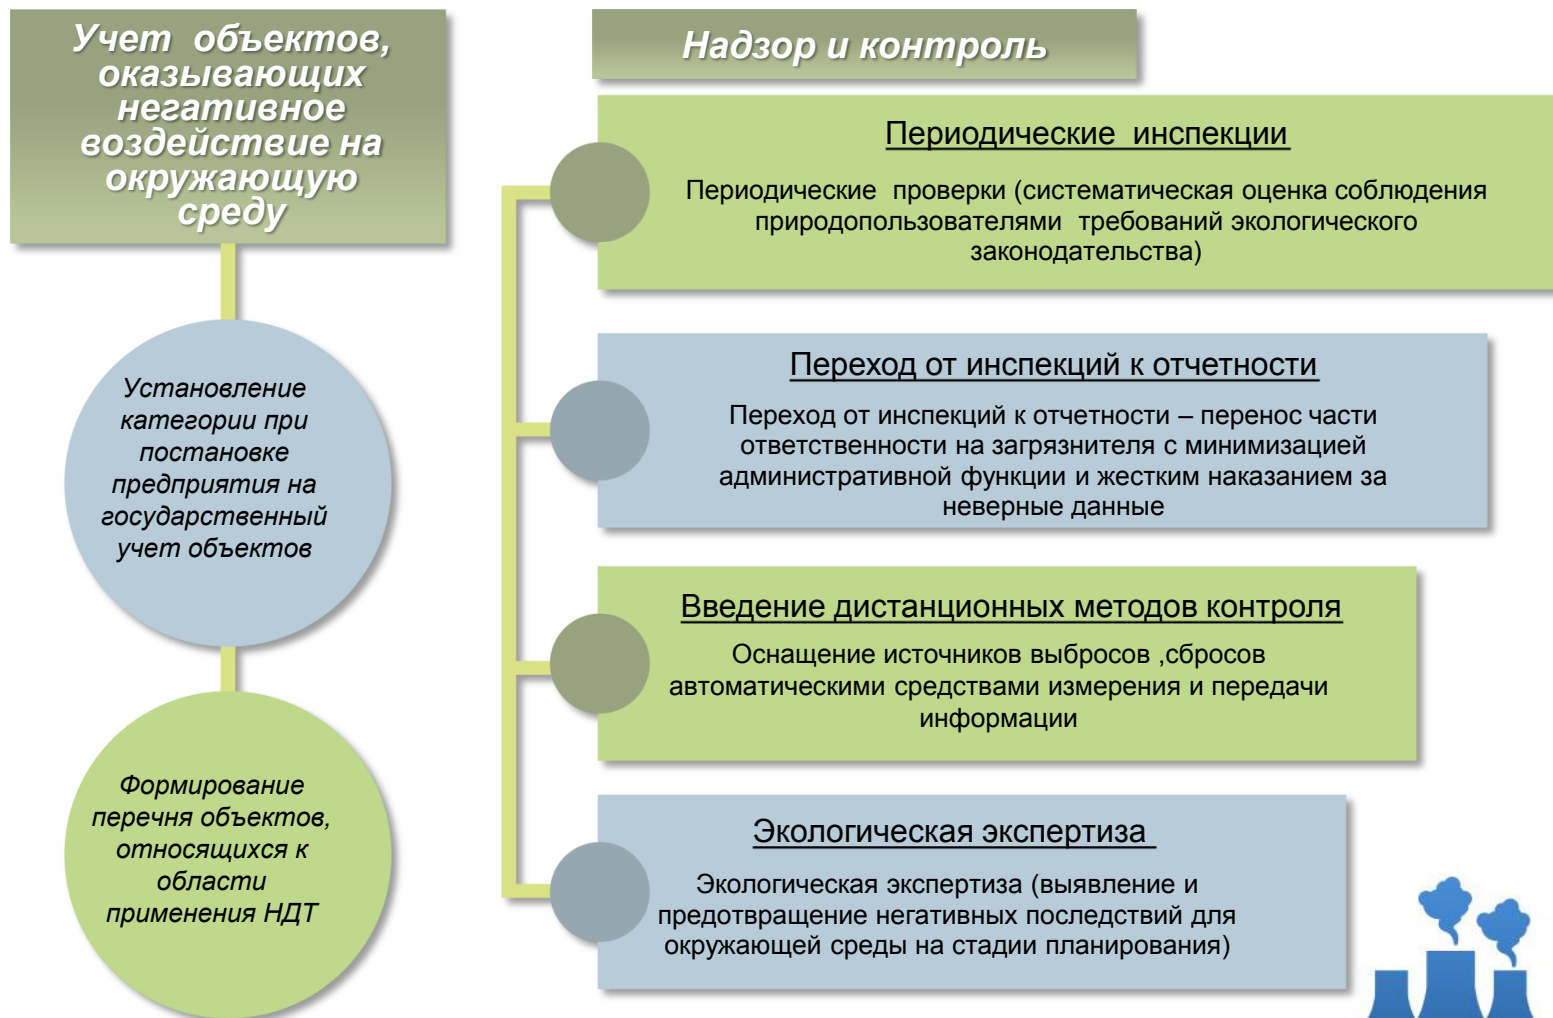 Учет объектов,
оказывающих
негативное
воздействие на
окружающую
среду
Установление
категории при
постановке
предприятия на
государственный
учет объектов
Формирование
перечня объектов,
относящихся к
области
применения НДТ
Надзор и контроль
Периодические инспекции
Периодические проверки (систематическая оценка соблюдения
природопользователями требований экологического
законодательства)
Переход от инспекций к отчетности
Переход от инспекций к отчетности – перенос части
ответственности на загрязнителя с минимизацией
административной функции и жестким наказанием за
неверные данные
Введение дистанционных методов контроля
Оснащение источников выбросов ,сбросов
автоматическими средствами измерения и передачи
информации
Экологическая экспертиза
Экологическая экспертиза (выявление и
предотвращение негативных последствий для
окружающей среды на стадии планирования)